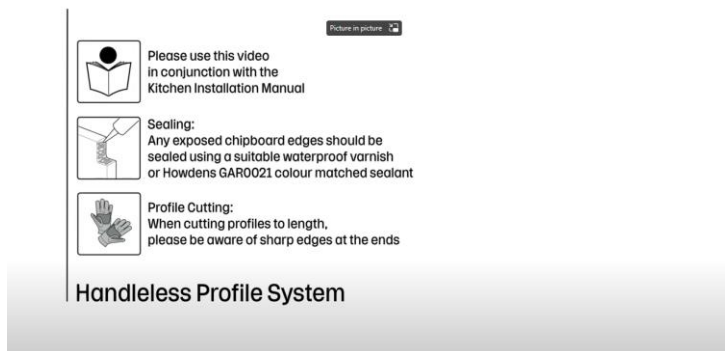 Picture in picture
Please use this video
in conjunction with the
Kitchen Installation Manual
Sealing:
Any exposed chipboard edges should be
sealed using a suitable waterproof varnish
or Howdens GAR0021 colour matched sealant
Profile Cutting:
When cutting profiles to length,
please be aware of sharp edges at the ends
Handleless Profile System